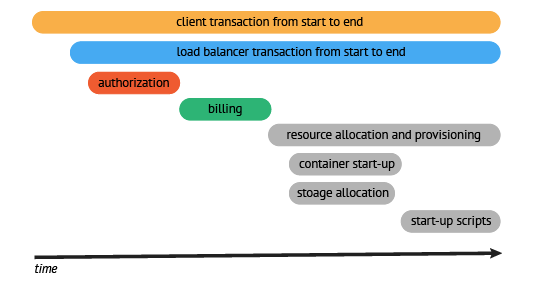 client transaction from start to end
load balancer transaction from start to end
authorization
billing
resource allocation and provisioning
container start-up
stoage allocation
start-up scripts
time